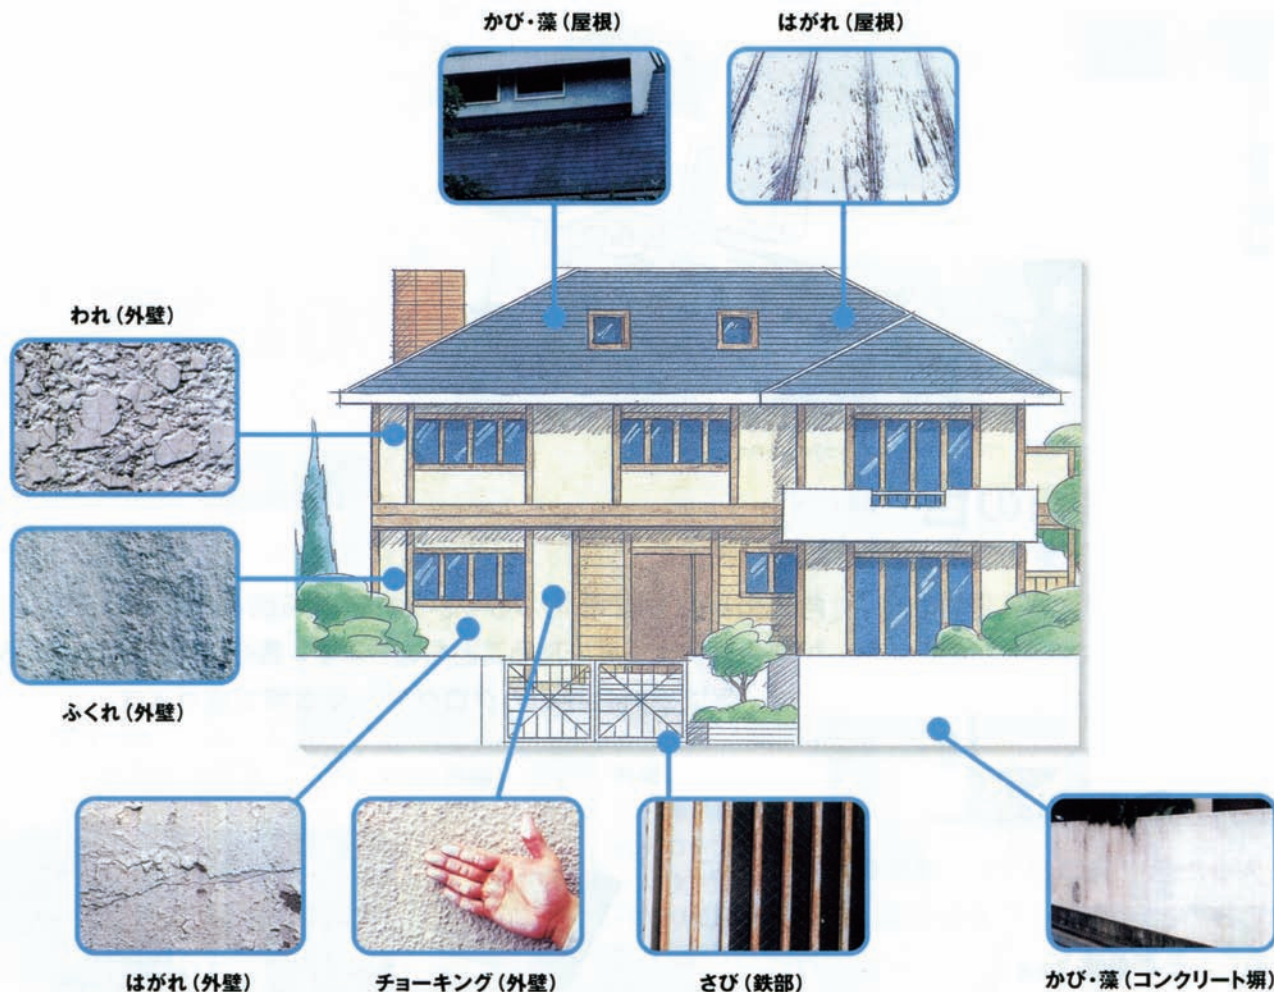 かび・藻（屋根）
はがれ（屋根）
われ（外壁）
ふくれ（外壁）
はがれ（外壁）
チョーキング（外壁）
さび（鉄部）
かび・藻（コンクリート塀）